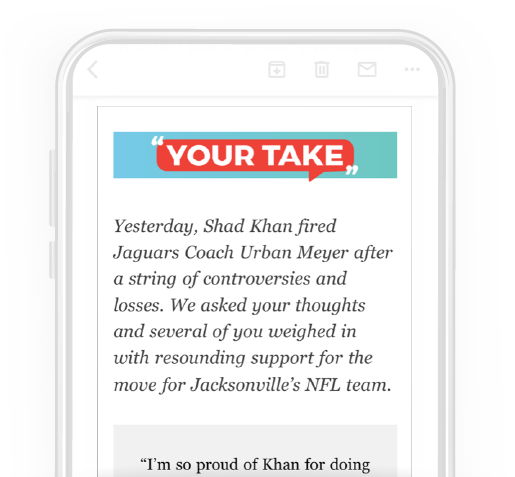 “YOUR TAKE”
Yesterday, Shad Khan fired
Jaguars Coach Urban Meyer after
a string of controversies and
losses. We asked your thoughts
and several of you weighed in
with resounding support for the
move for Jacksonville’s NFL team.
“I’m so proud of Khan for doing